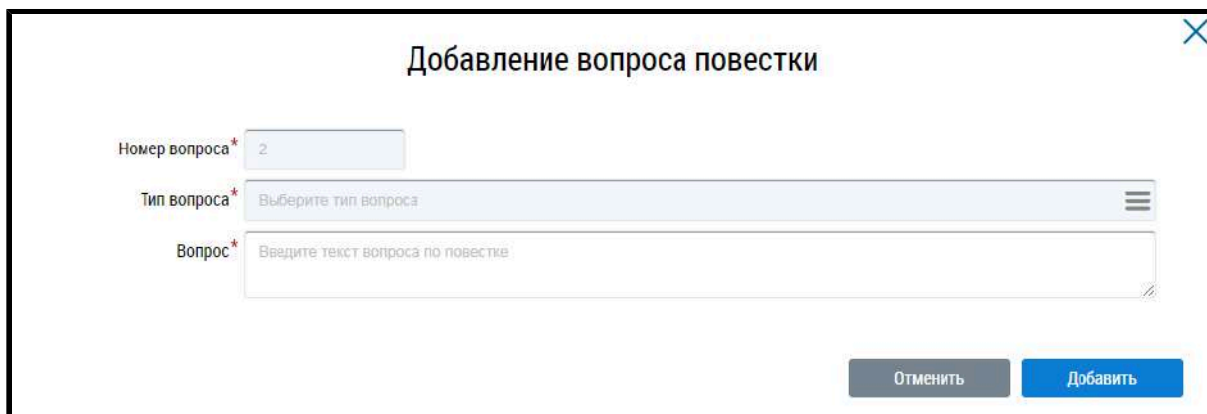 Добавление вопроса повестки
Номер вопроса* 2
Тип вопроса* Выберите тип вопроса
Вопрос* Введите текст вопроса по повестке
Отменить Добавить